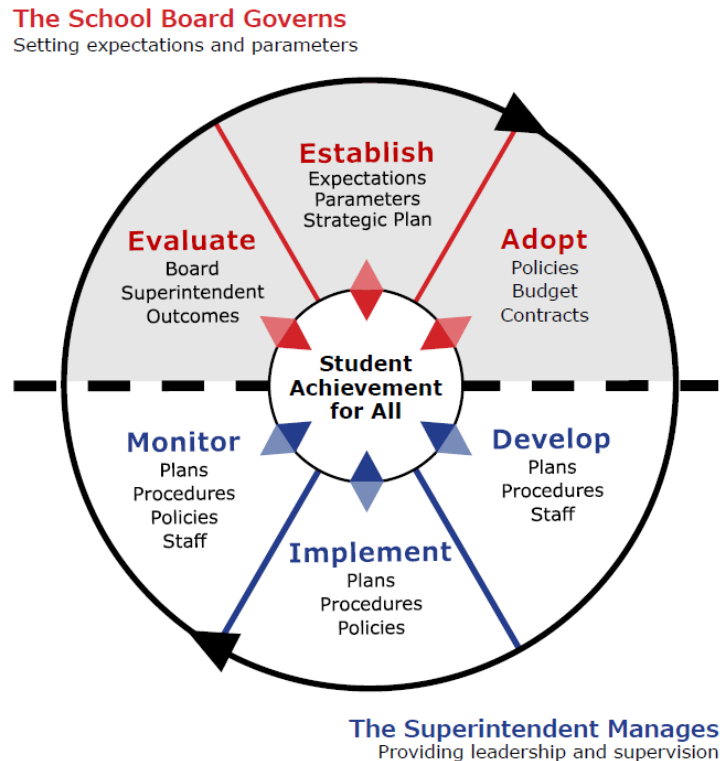 The School Board Governs
Setting expectations and parameters
Establish
Expectations
Parameters
Strategic Plan
Adopt
Policies
Budget
Contracts
Evaluate
Board
Superintendent
Outcomes
Student
Achievement
for All
Develop
Plans
Procedures
Staff
Implement
Plans
Procedures
Policies
Monitor
Plans
Procedures
Policies
Staff
The Superintendent Manages
Providing leadership and supervision